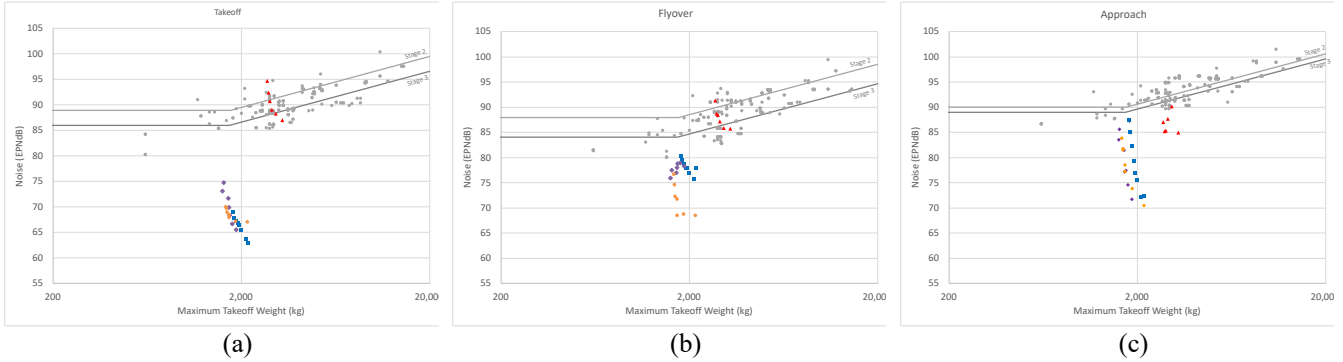 Takeoff
105
100
95
90
85
80
75
70
65
60
55
200
2,000
20,000
Noise (EPNdB)
Maximum Takeoff Weight (kg)
Stage 2
Stage 3
(a)
Flyover
105
100
95
90
85
80
75
70
65
60
55
200
2,000
20,000
Noise (EPNdB)
Maximum Takeoff Weight (kg)
Stage 2
Stage 3
(b)
Approach
105
100
95
90
85
80
75
70
65
60
55
200
2,000
20,000
Noise (EPNdB)
Maximum Takeoff Weight (kg)
Stage 2
Stage 3
(c)